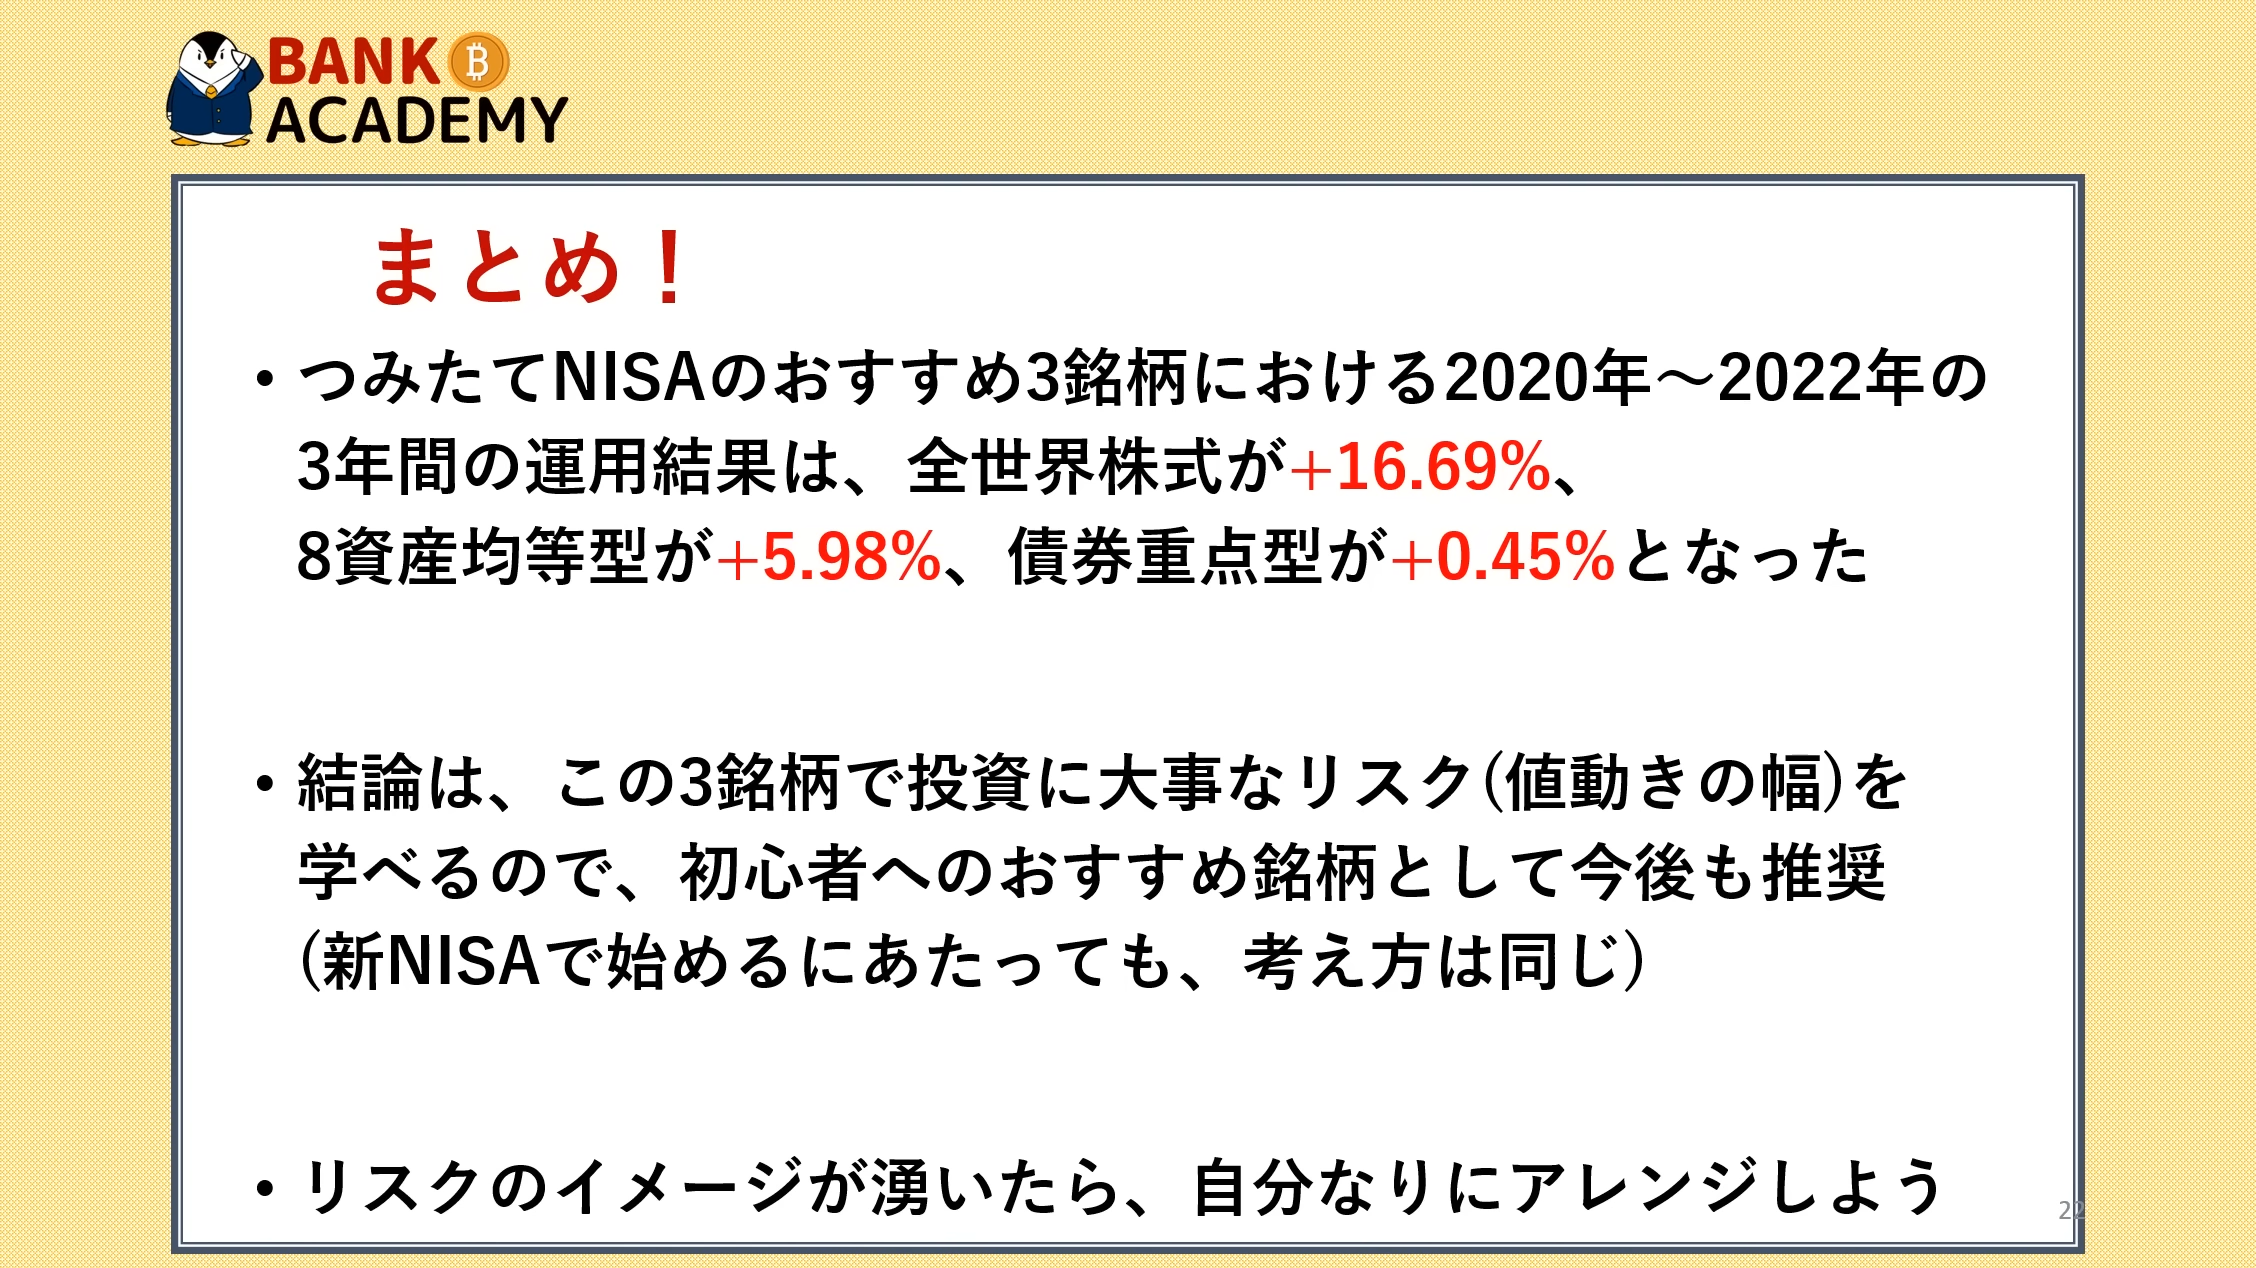 BANK
ACADEMY
まとめ！
・つみたてNISAのおすすめ3銘柄における2020年～2022年の
3年間の運用結果は、全世界株式が+16.69%、
8資産均等型が+5.98%、債券重点型が+0.45%となった
・結論は、この3銘柄で投資に大事なリスク(値動きの幅)を
学べるので、初心者へのおすすめ銘柄として今後も推奨
(新NISAで始めるにあたっても、考え方は同じ)
・リスクのイメージが湧いたら、自分なりにアレンジしよう
22